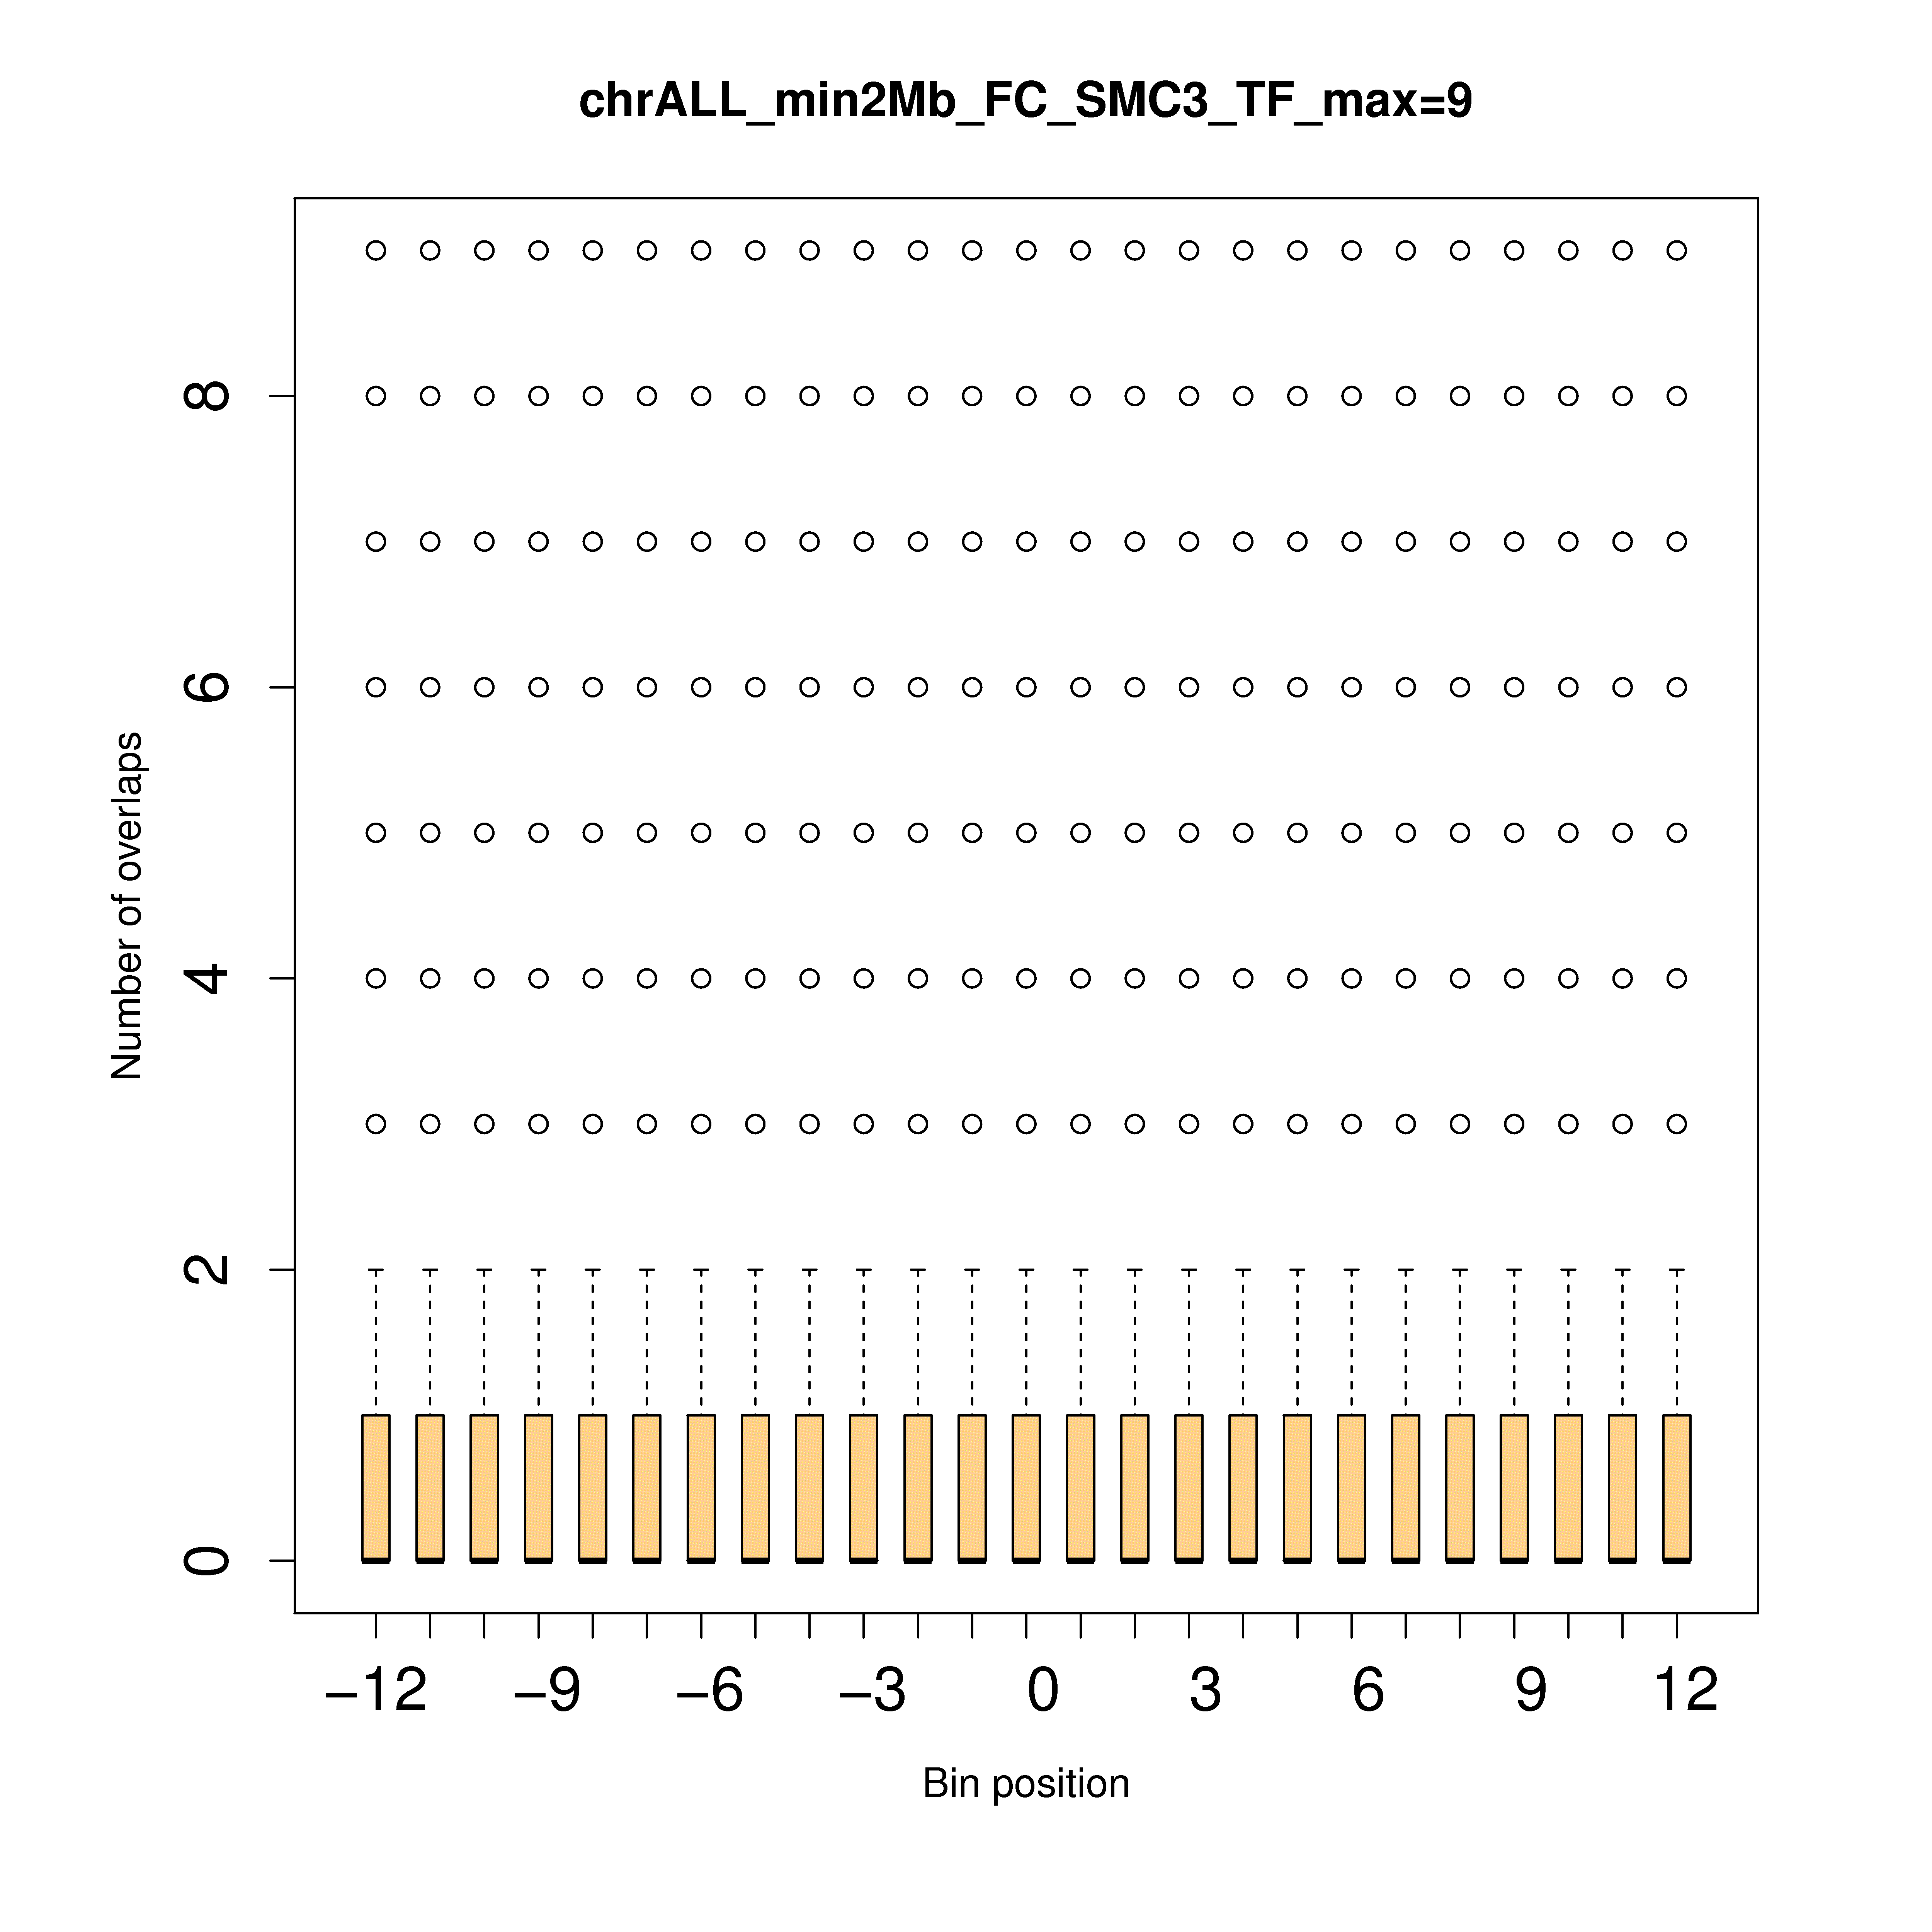 chrALL_min2Mb_FC_SMC3_TF_max=9
Number of overlaps
8
6
4
2
0
−12 −9 −6 −3 0 3 6 9 12
Bin position